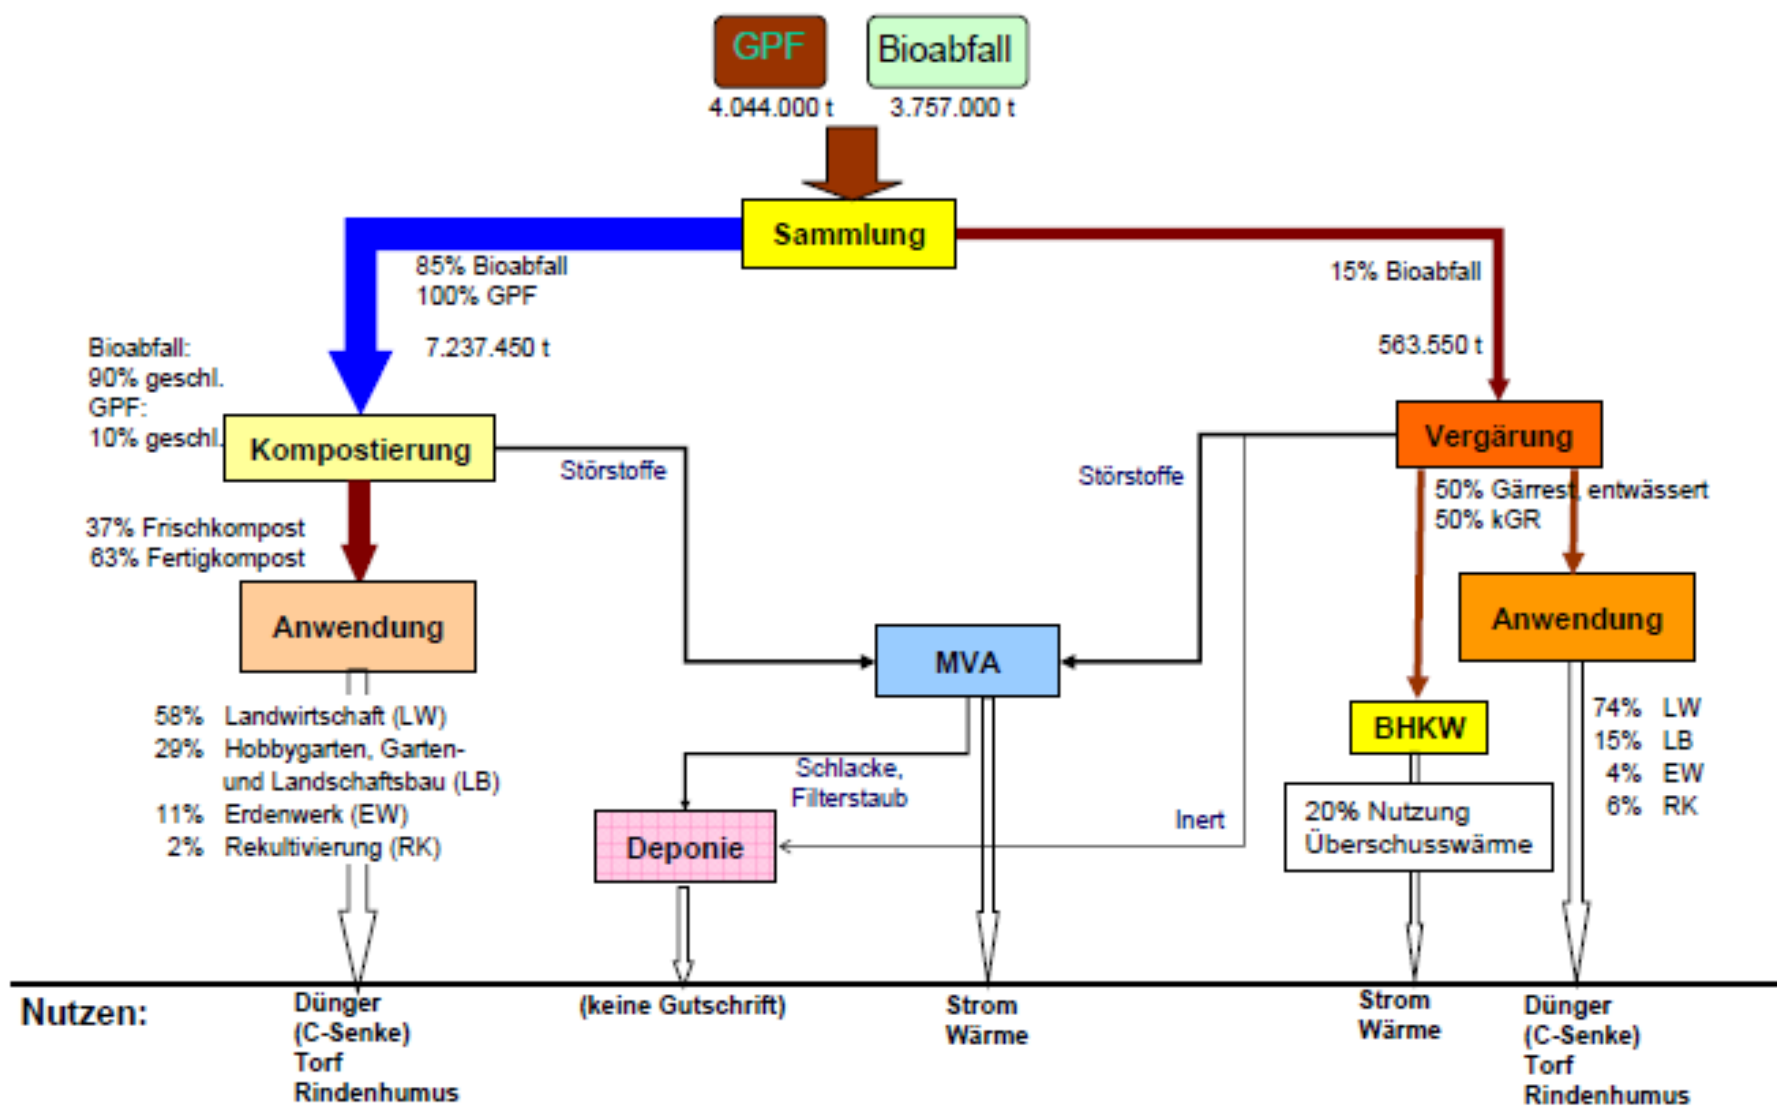 GPF
Bioabfall
4.044.000 t
3.757.000 t
Sammlung
85% Bioabfall
100% GPF
15% Bioabfall
7.237.450 t
563.550 t
Bioabfall:
90% geschl.
GPF:
10% geschl.
Kompostierung
Vergärung
Störstoffe
Störstoffe
50% Gärrest, entwässert
50% kGR
37% Frischkompost
63% Fertigkompost
Anwendung
MVA
Anwendung
58% Landwirtschaft (LW)
29% Hobbygarten, Garten-
und Landschaftsbau (LB)
11% Erdenwerk (EW)
2% Rekultivierung (RK)
BHKW
74% LW
15% LB
4% EW
6% RK
Schlacke,
Filterstaub
Inert
20% Nutzung
Überschusswärme
Deponie
Nutzen:
Dünger
(C-Senke)
Torf
Rindenhumus
(keine Gutschrift)
Strom
Wärme
Strom
Wärme
Dünger
(C-Senke)
Torf
Rindenhumus